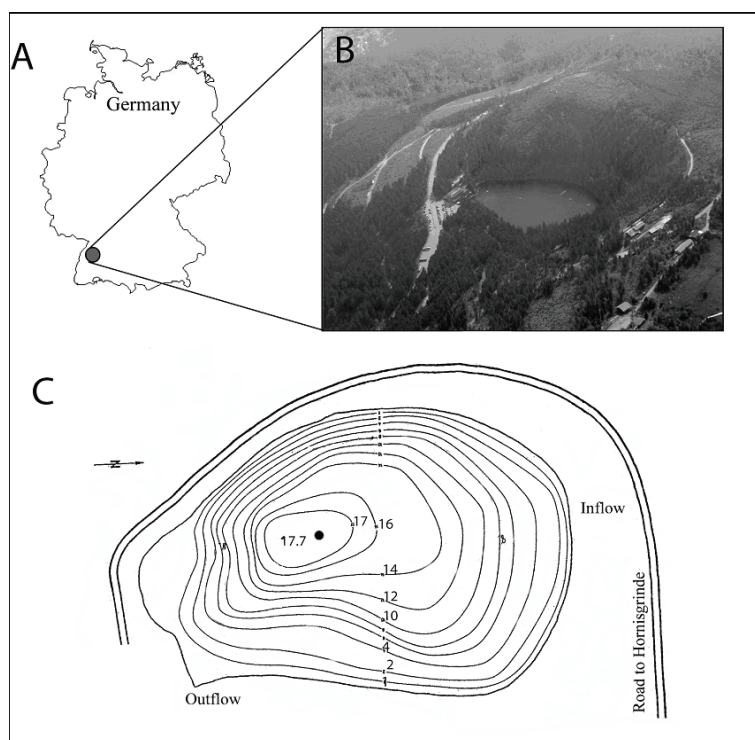 A
Germany
B
C
N
Inflow
17
16
17.7
14
12
10
4
2
1
Outflow
Road to Hornisgrinde